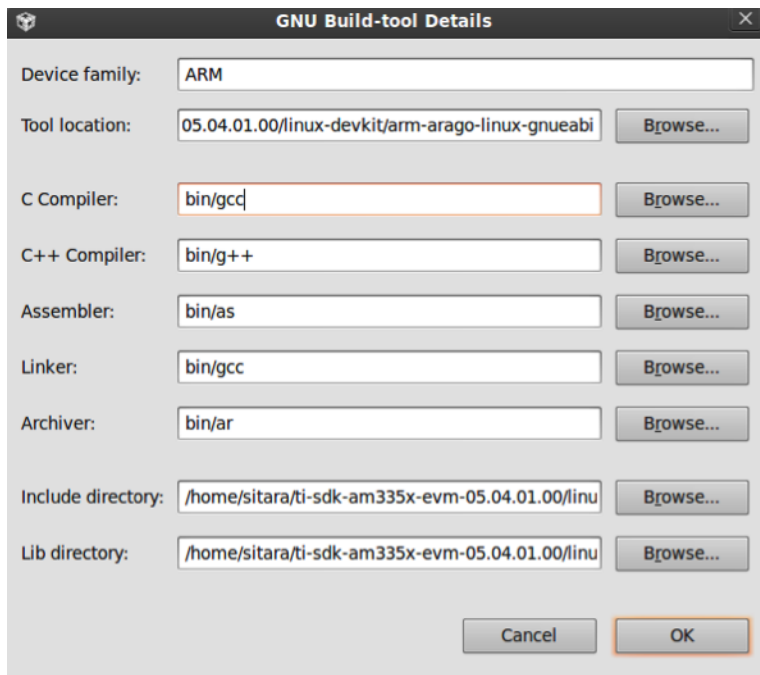 GNU Build-tool Details
Device family: ARM
Tool location: 05.04.01.00/linux-devkit/arm-arago-linux-gnueabi Browse...
C Compiler: bin/gcc Browse...
C++ Compiler: bin/g++ Browse...
Assembler: bin/as Browse...
Linker: bin/gcc Browse...
Archiver: bin/ar Browse...
Include directory: /home/sitara/ti-sdk-am335x-evm-05.04.01.00/linu Browse...
Lib directory: /home/sitara/ti-sdk-am335x-evm-05.04.01.00/linu Browse...
Cancel OK